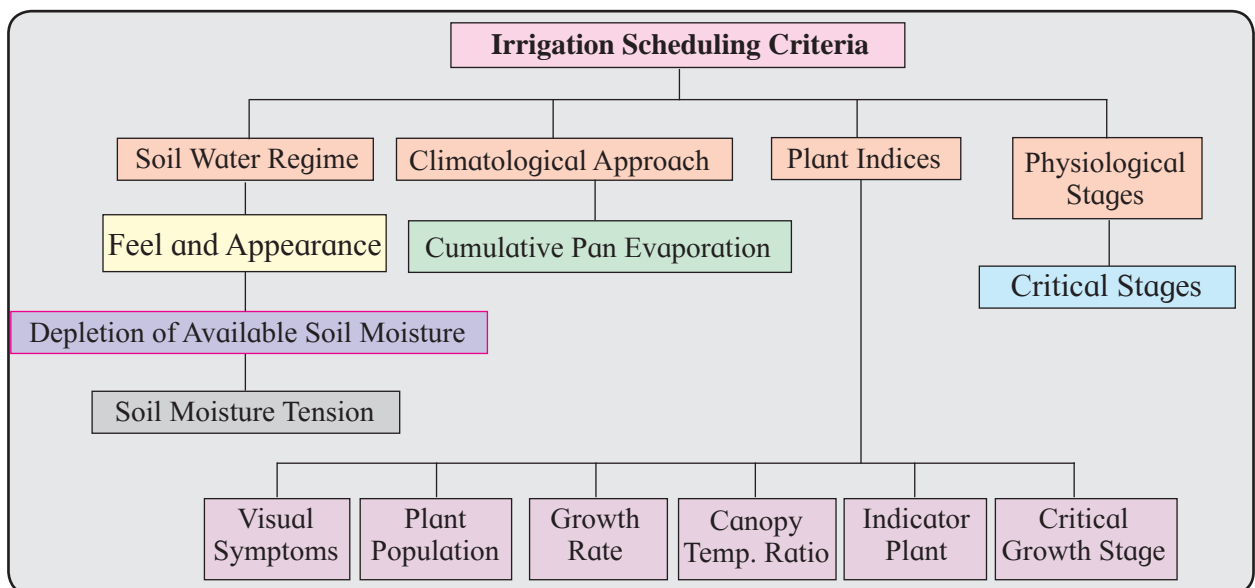 Irrigation Scheduling Criteria
Soil Water Regime
Climatological Approach
Plant Indices
Physiological
Stages
Feel and Appearance
Cumulative Pan Evaporation
Critical Stages
Depletion of Available Soil Moisture
Soil Moisture Tension
Visual
Symptoms
Plant
Population
Growth
Rate
Canopy
Temp. Ratio
Indicator
Plant
Critical
Growth Stage